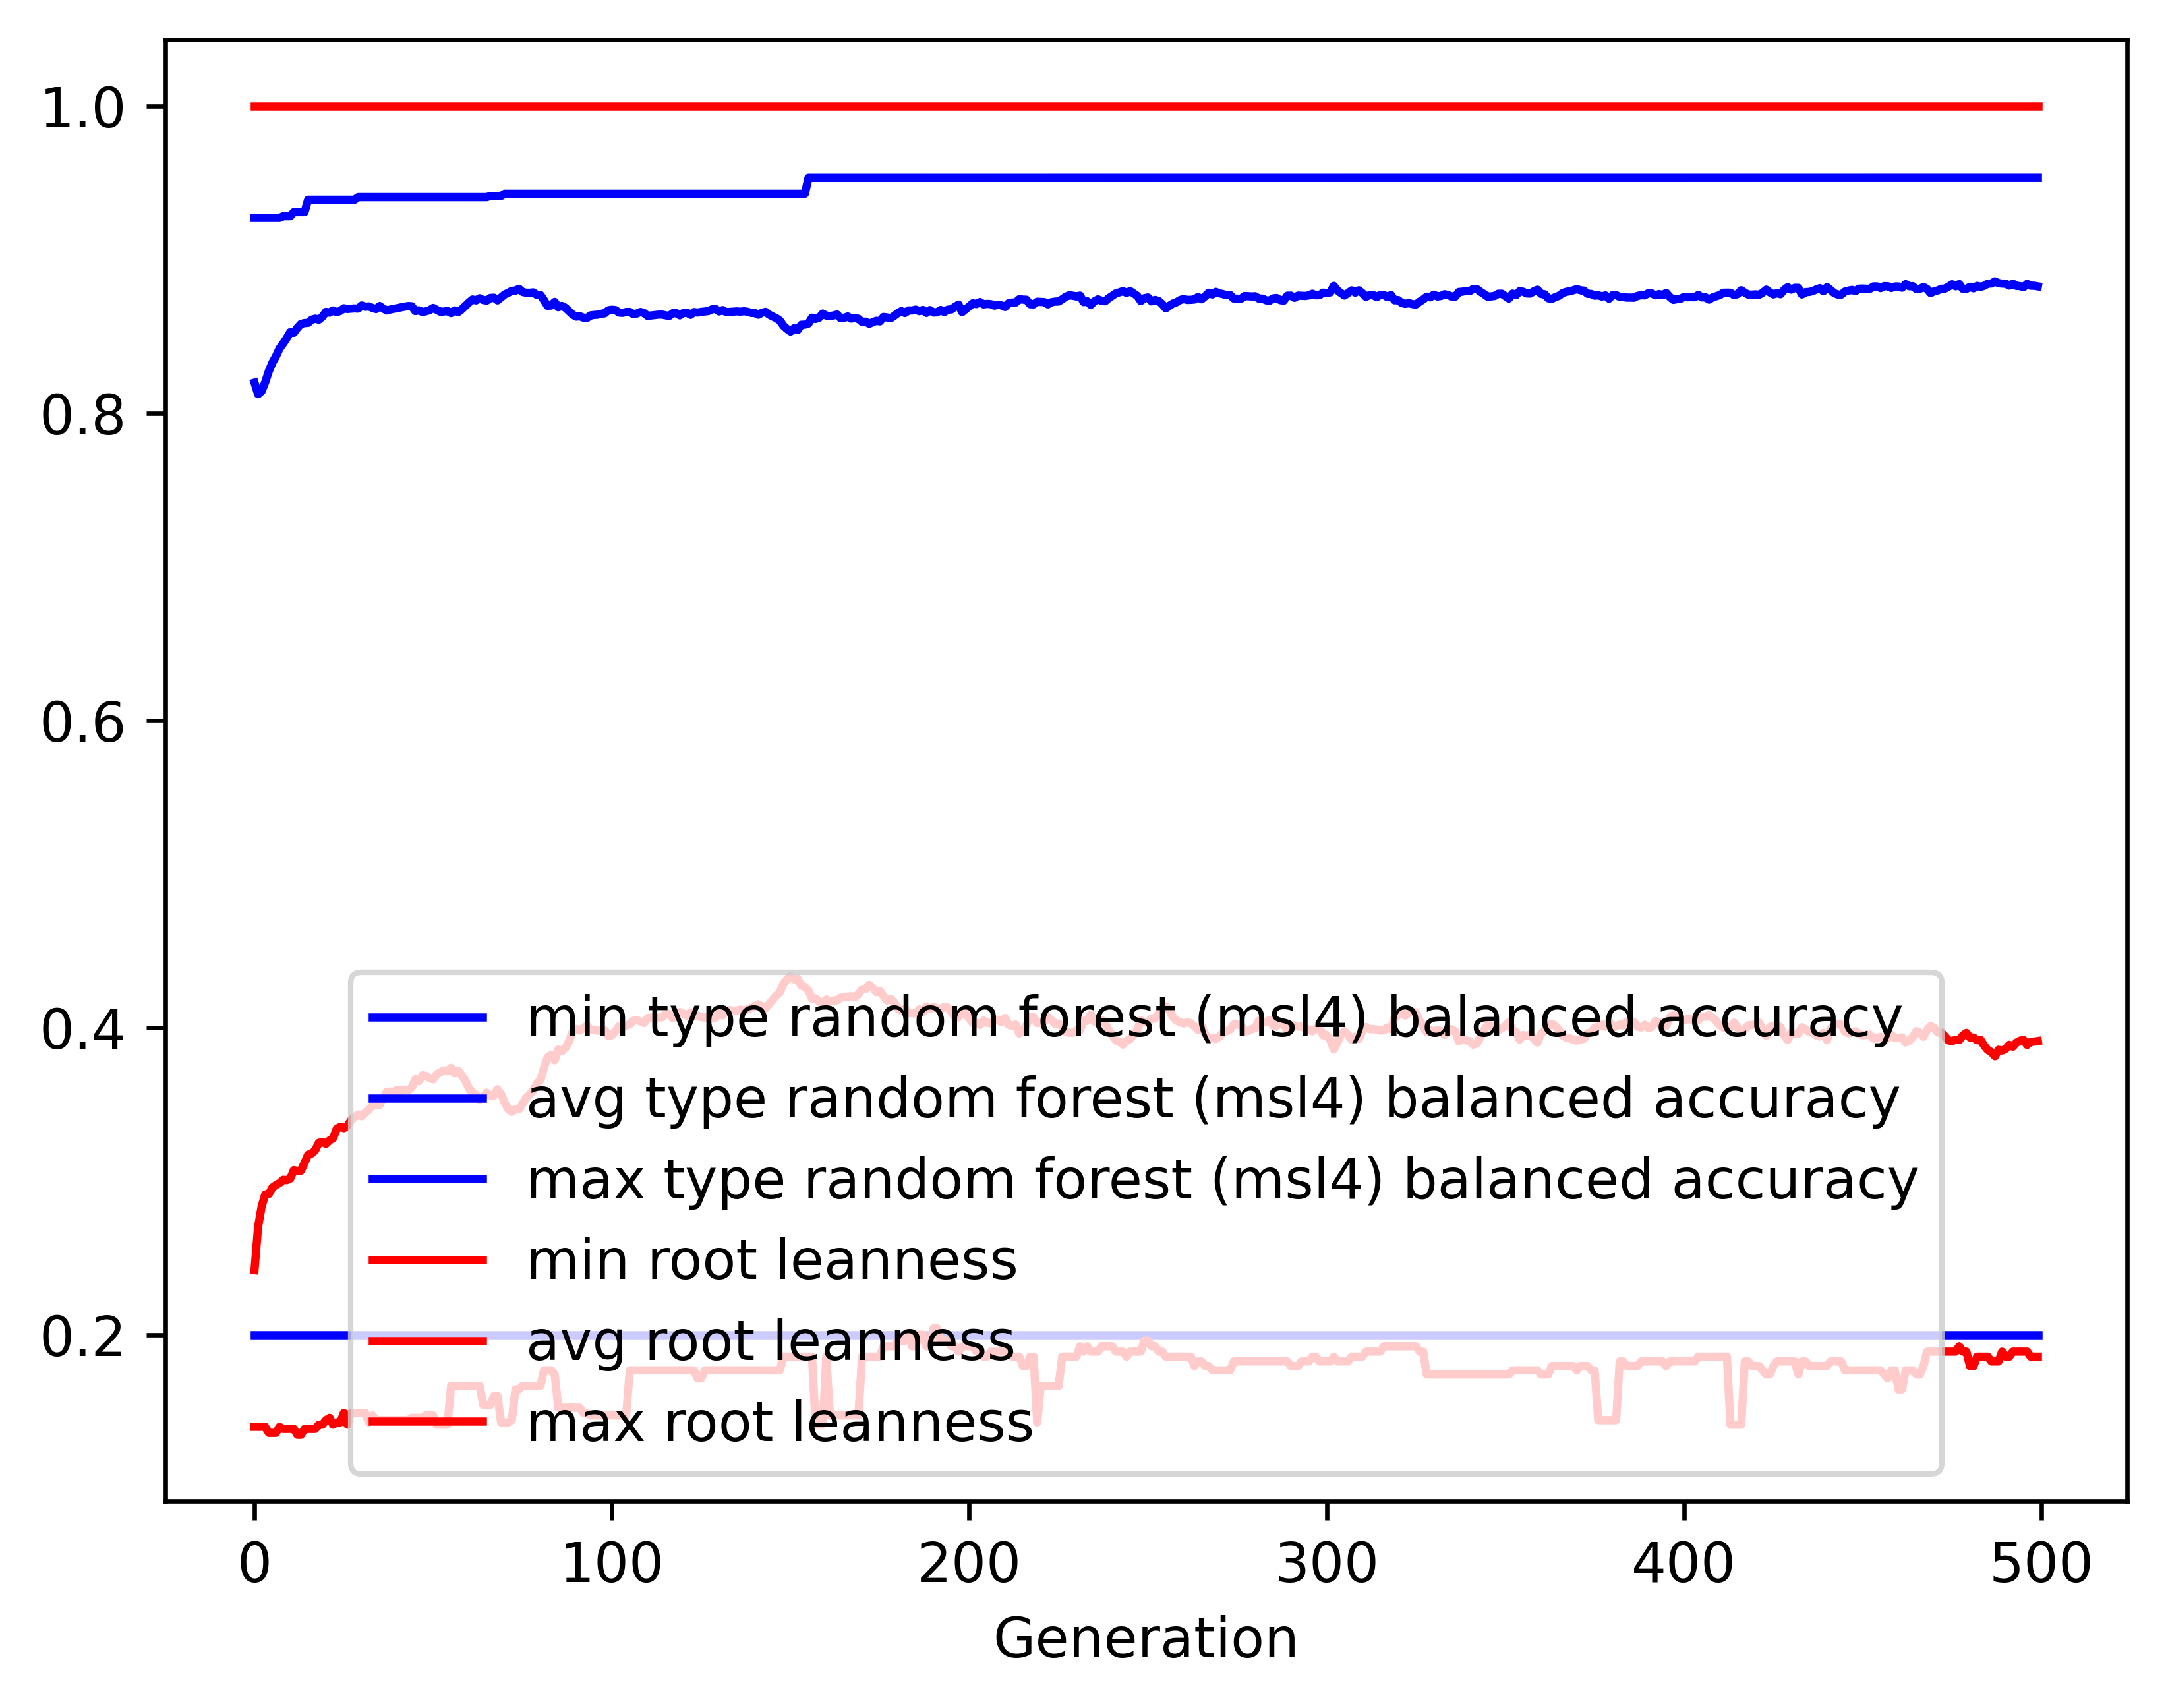 1.0
0.8
0.6
0.4
0.2
min type random forest (msl4) balanced accuracy
avg type random forest (msl4) balanced accuracy
max type random forest (msl4) balanced accuracy
min root leanness
avg root leanness
max root leanness
0 100 200 300 400 500
Generation